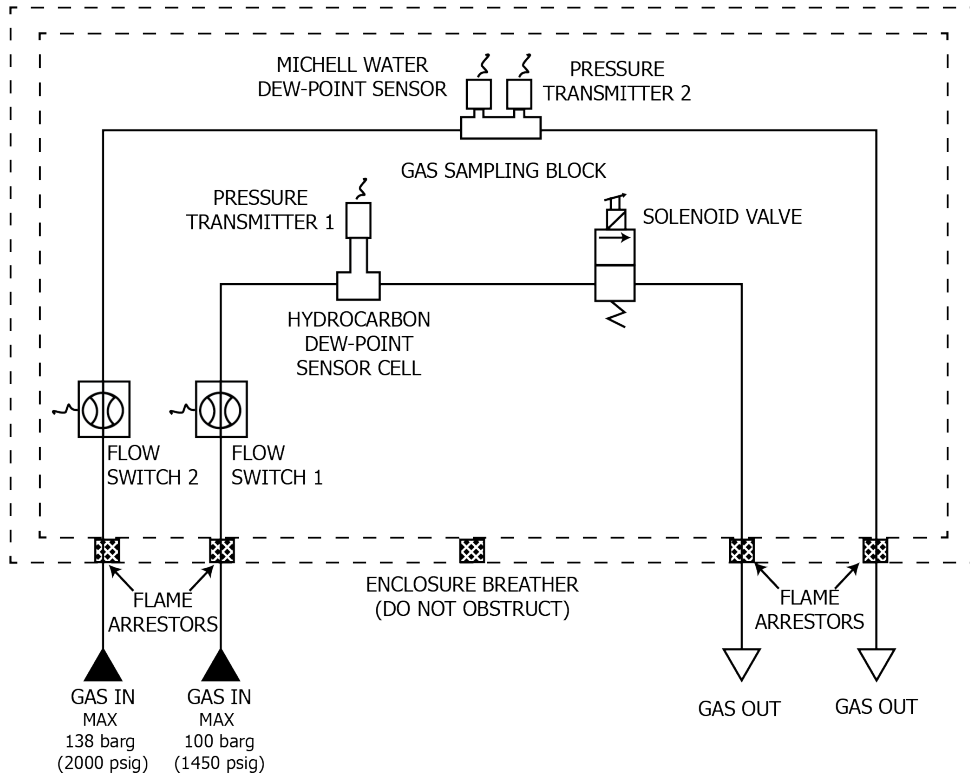 MICHELL WATER
DEW-POINT SENSOR
PRESSURE
TRANSMITTER 2
GAS SAMPLING BLOCK
PRESSURE
TRANSMITTER 1
SOLENOID VALVE
HYDROCARBON
DEW-POINT
SENSOR CELL
FLOW
SWITCH 2
FLOW
SWITCH 1
FLAME
ARRESTORS
ENCLOSURE BREATHER
(DO NOT OBSTRUCT)
FLAME
ARRESTORS
GAS IN
MAX
138 barg
(2000 psig)
GAS IN
MAX
100 barg
(1450 psig)
GAS OUT
GAS OUT